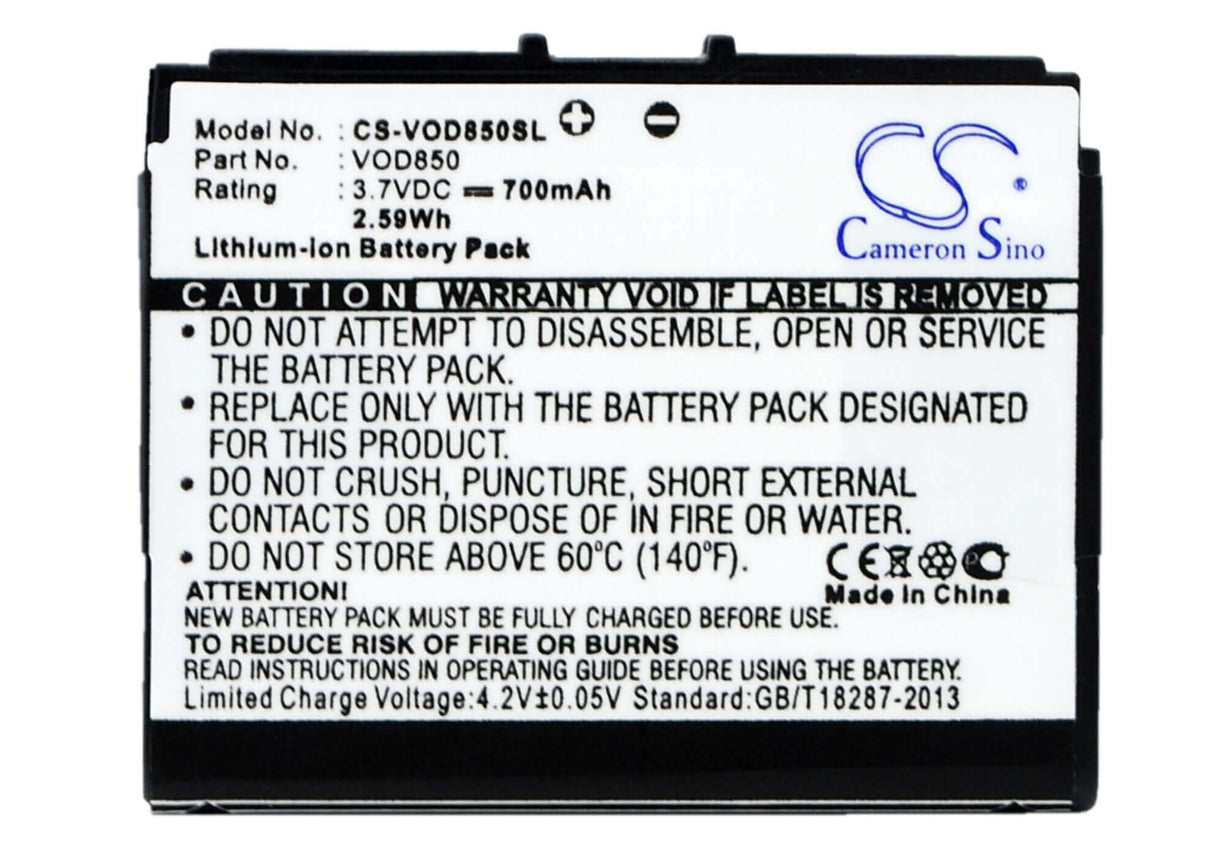 Model No. : CS-VOD850SL
Part No. : VOD850
Rating : 3.7VDC ⎓ 700mAh
2.59Wh
Lithium-ion Battery Pack
CS ®
Cameron Sino
CAUTION WARRANTY VOID IF LABEL IS REMOVED
• DO NOT ATTEMPT TO DISASSEMBLE, OPEN OR SERVICE
THE BATTERY PACK.
• REPLACE ONLY WITH THE BATTERY PACK DESIGNATED
FOR THIS PRODUCT.
• DO NOT CRUSH, PUNCTURE, SHORT EXTERNAL
CONTACTS OR DISPOSE OF IN FIRE OR WATER.
• DO NOT STORE ABOVE 60°C (140°F).
CE
Made in China
ATTENTION!
NEW BATTERY PACK MUST BE FULLY CHARGED BEFORE USE.
TO REDUCE RISK OF FIRE OR BURNS
READ INSTRUCTIONS IN OPERATING GUIDE BEFORE USING THE BATTERY.
Limited Charge Voltage:4.2V±0.05V Standard:GB/T18287-2013